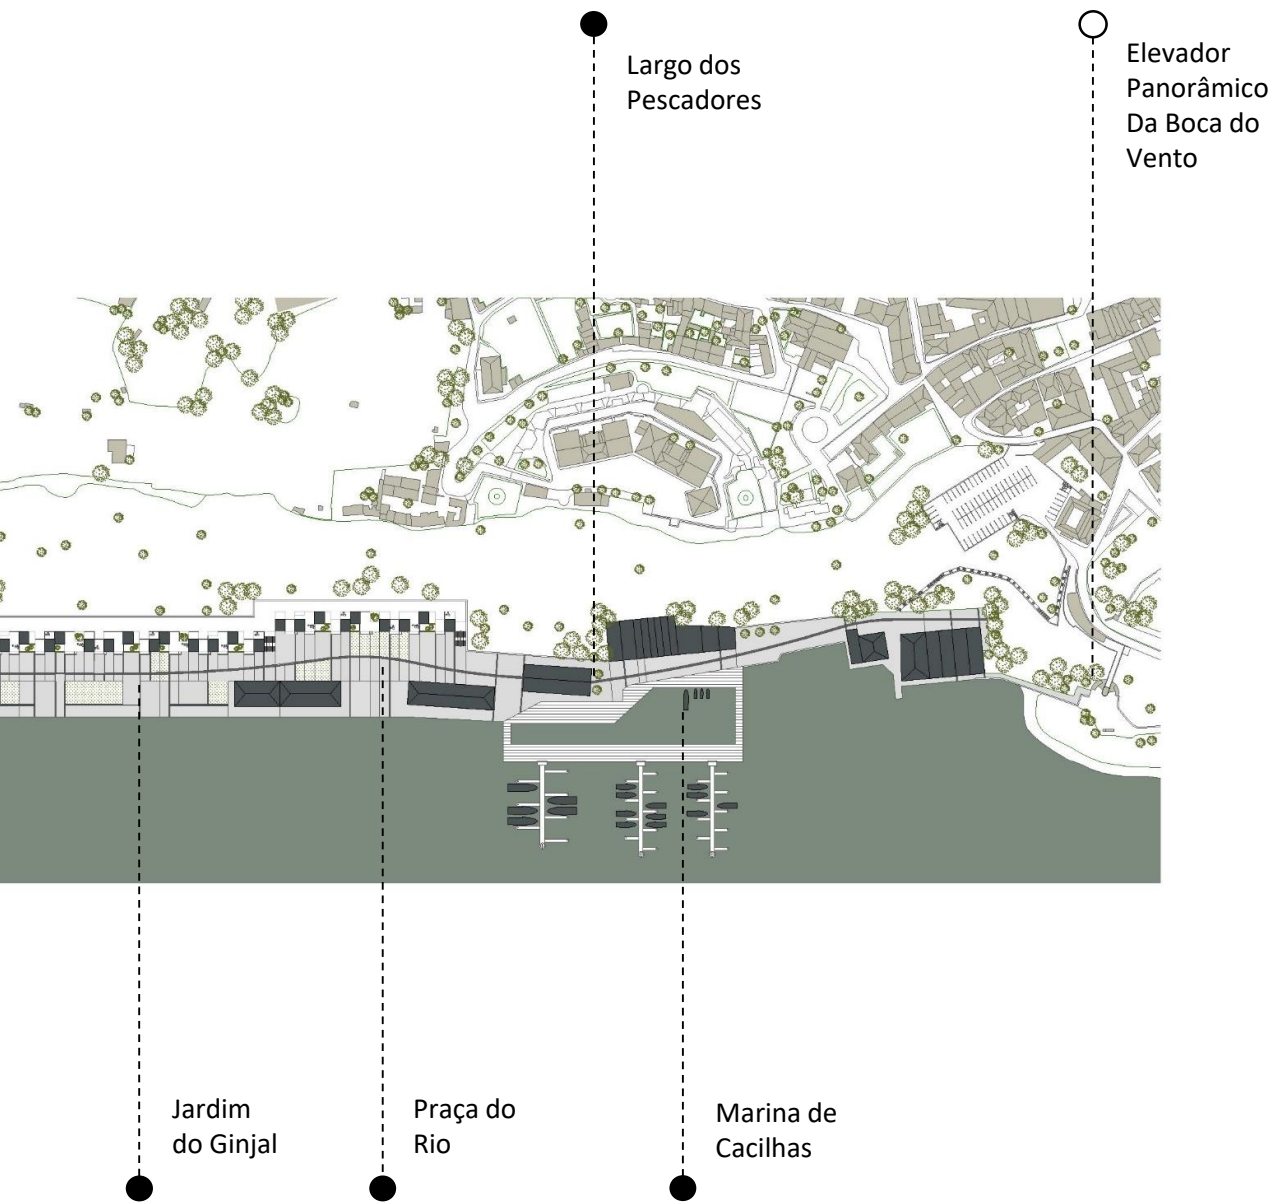 Largo dos
Pescadores
Elevador
Panorâmico
Da Boca do
Vento
Jardim
do Ginjal
Praça do
Rio
Marina de
Cacilhas